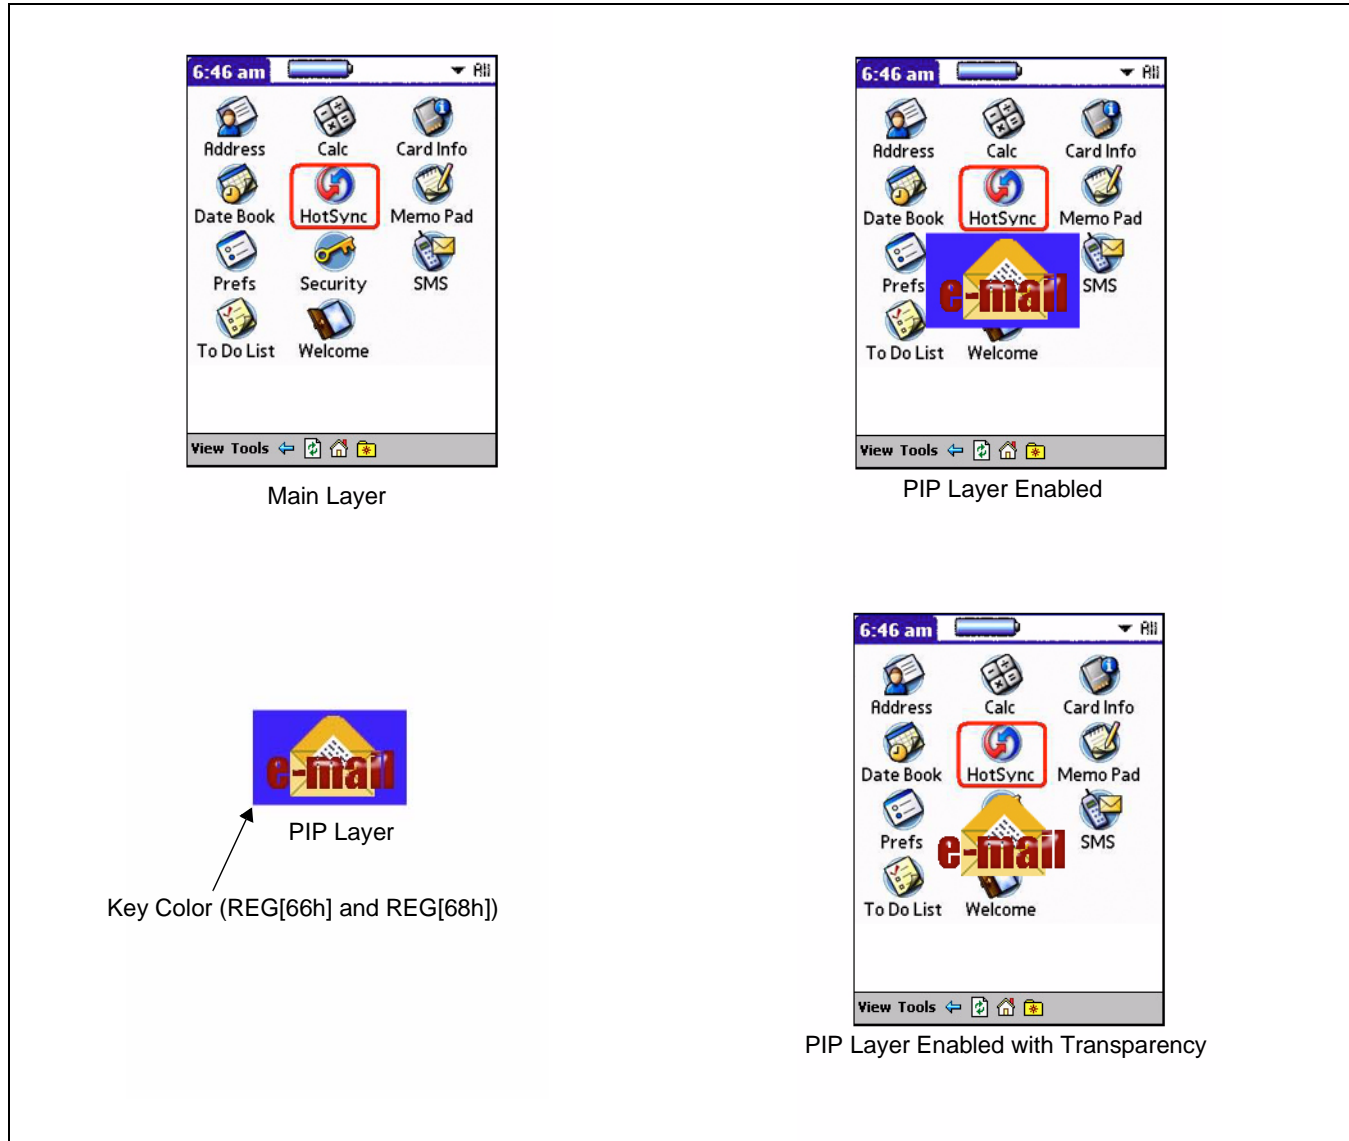 6:46 am All
Address Calc Card Info
Date Book HotSync Memo Pad
Prefs Security SMS
To Do List Welcome
View Tools
Main Layer
6:46 am All
Address Calc Card Info
Date Book HotSync Memo Pad
Prefs e-mail SMS
To Do List Welcome
View Tools
PIP Layer Enabled
e-mail
PIP Layer
Key Color (REG[66h] and REG[68h])
6:46 am All
Address Calc Card Info
Date Book HotSync Memo Pad
Prefs e-mail SMS
To Do List Welcome
View Tools
PIP Layer Enabled with Transparency